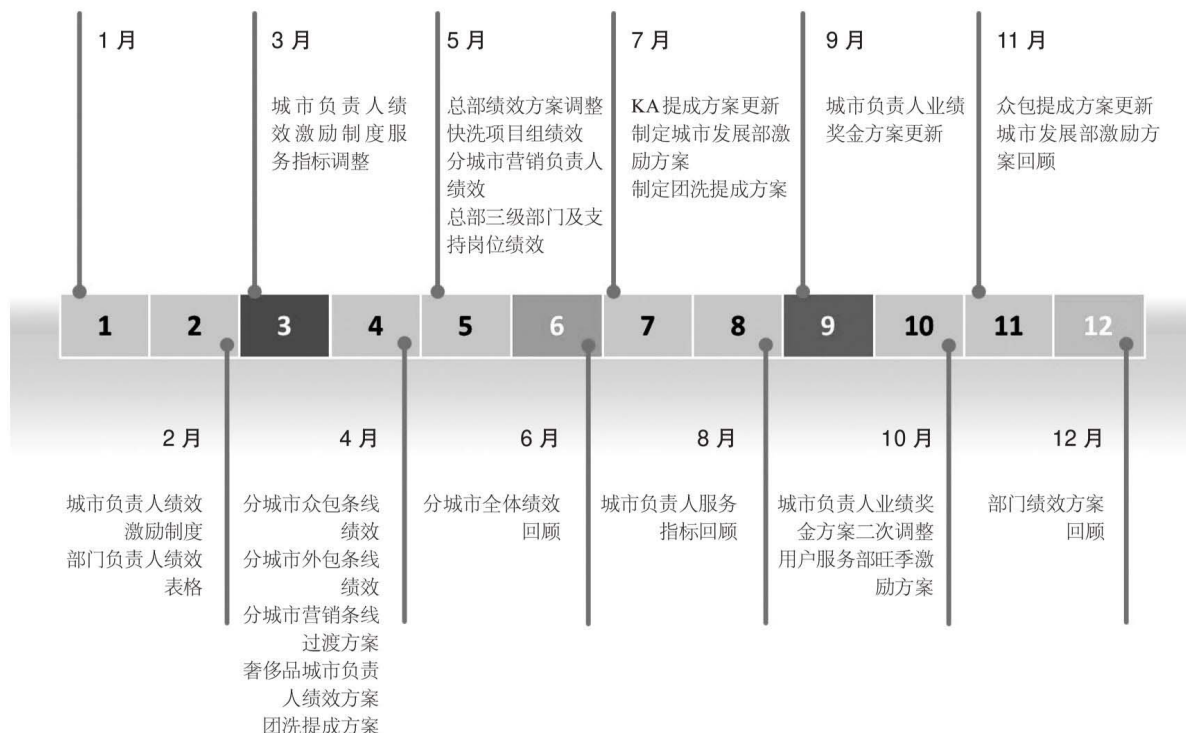 1 月
3 月
城市负责人绩
效激励制度服
务指标调整
5 月
总部绩效方案调整
快洗项目组绩效
分城市营销负责人
绩效
总部三级部门及支
持岗位绩效
7 月
KA 提成方案更新
制定城市发展部激
励方案
制定团洗提成方案
9 月
城市负责人业绩
奖金方案更新
11 月
众包提成方案更新
城市发展部激励方
案回顾
1 2 3 4 5 6 7 8 9 10 11 12
2 月
城市负责人绩效
激励制度
部门负责人绩效
表格
4 月
分城市众包条线
绩效
分城市外包条线
绩效
分城市营销条线
过渡方案
奢侈品城市负责
人绩效方案
团洗提成方案
6 月
分城市全体绩效
回顾
8 月
城市负责人服务
指标回顾
10 月
城市负责人业绩奖
金方案二次调整
用户服务部旺季激
励方案
12 月
部门绩效方案
回顾